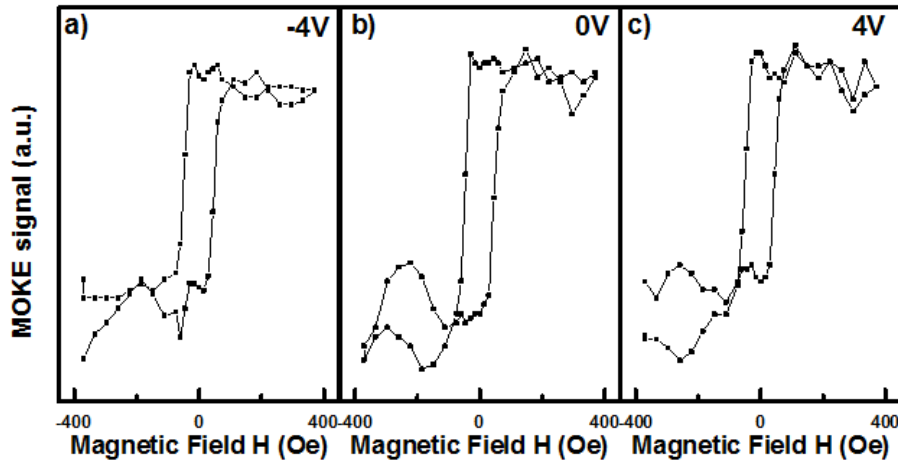 a) -4V
b) 0V
c) 4V
MOKE signal (a.u.)
-400 0 400
-400 0 400
-400 0 400
Magnetic Field H (Oe)
Magnetic Field H (Oe)
Magnetic Field H (Oe)